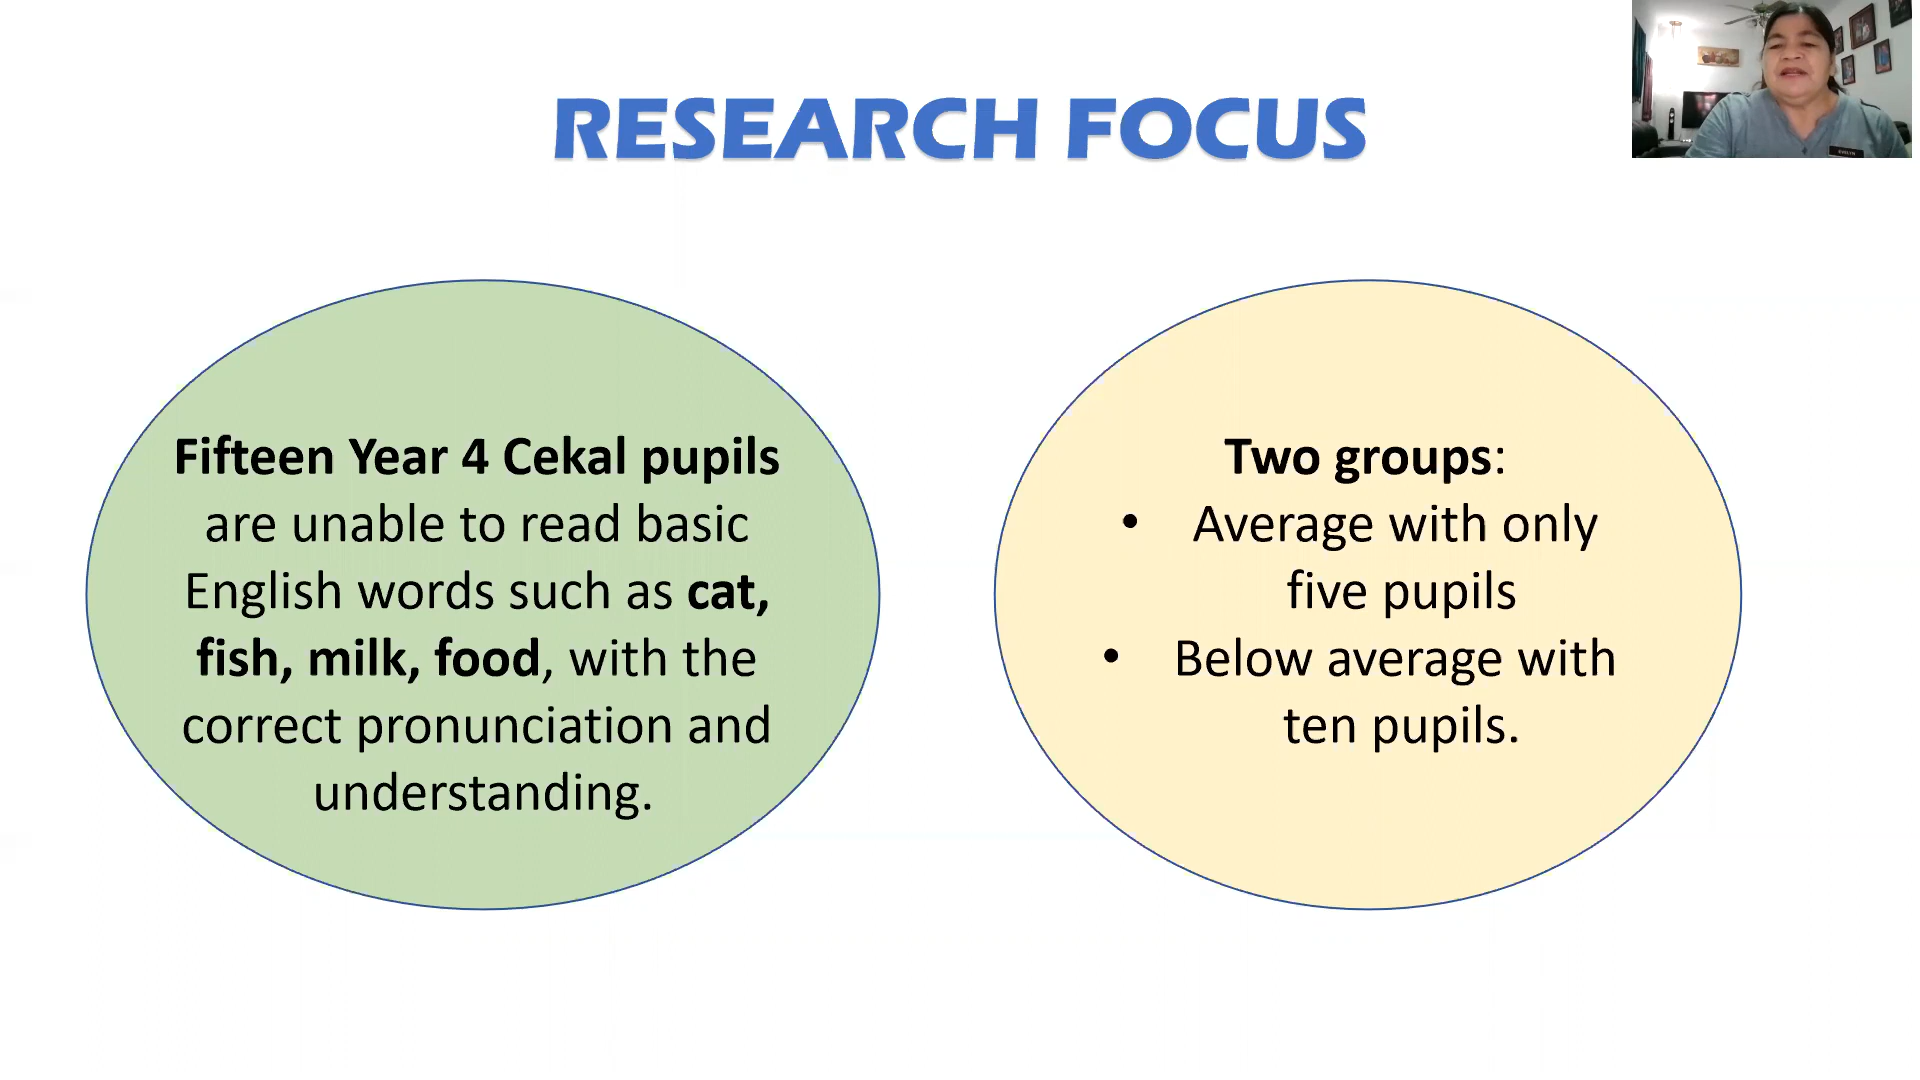 RESEARCH FOCUS
Fifteen Year 4 Cekal pupils
are unable to read basic
English words such as cat,
fish, milk, food, with the
correct pronunciation and
understanding.
Two groups:
• Average with only
five pupils
• Below average with
ten pupils.
EVELYN